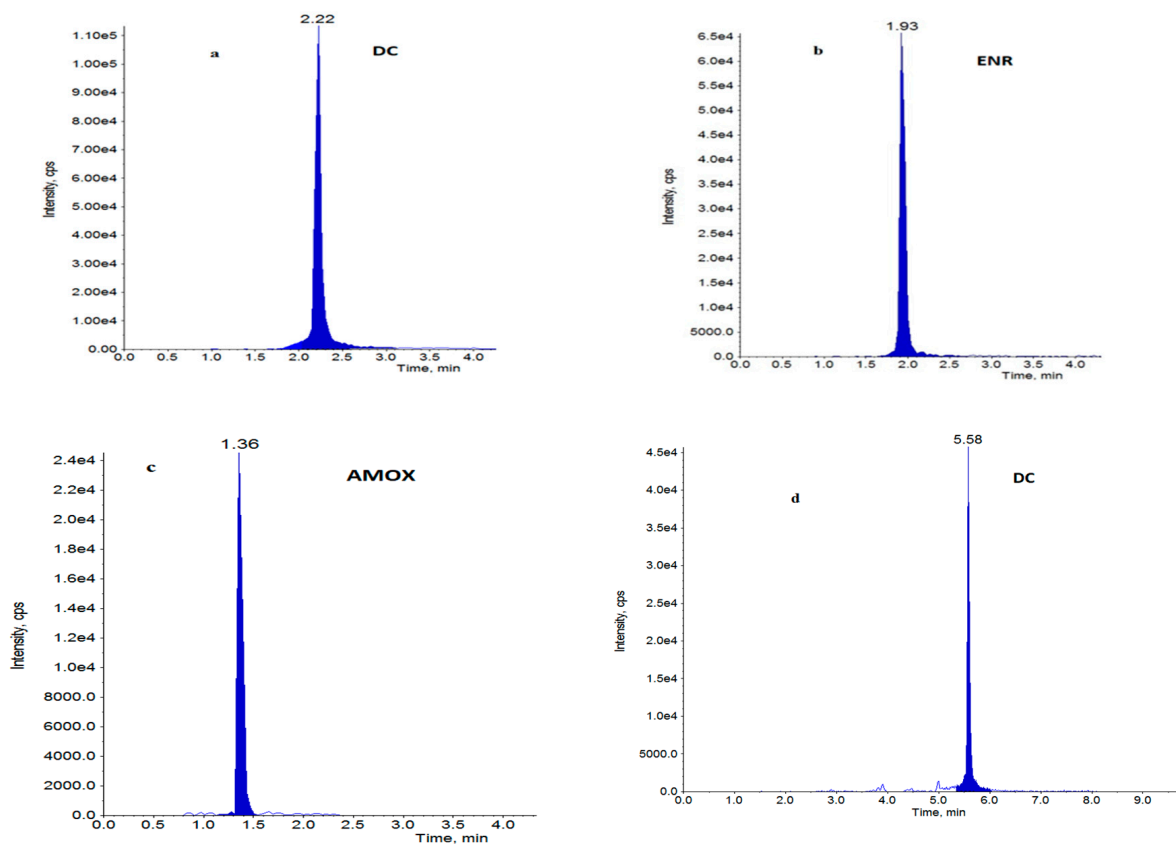 2.22
a
DC
1.10e5
1.00e5
9.00e4
8.00e4
7.00e4
6.00e4
5.00e4
4.00e4
3.00e4
2.00e4
1.00e4
0.00
Intensity, cps
0.0 0.5 1.0 1.5 2.0 2.5 3.0 3.5 4.0
Time, min
1.93
b
ENR
6.5e4
6.0e4
5.5e4
5.0e4
4.5e4
4.0e4
3.5e4
3.0e4
2.5e4
2.0e4
1.5e4
1.0e4
5000.0
0.0
Intensity, cps
0.0 0.5 1.0 1.5 2.0 2.5 3.0 3.5 4.0
Time, min
1.36
c
AMOX
2.4e4
2.2e4
2.0e4
1.8e4
1.6e4
1.4e4
1.2e4
1.0e4
8000.0
6000.0
4000.0
2000.0
0.0
Intensity, cps
0.0 0.5 1.0 1.5 2.0 2.5 3.0 3.5 4.0
Time, min
5.58
d
DC
4.5e4
4.0e4
3.5e4
3.0e4
2.5e4
2.0e4
1.5e4
1.0e4
5000.0
0.0
Intensity, cps
0.0 1.0 2.0 3.0 4.0 5.0 6.0 7.0 8.0 9.0
Time, min